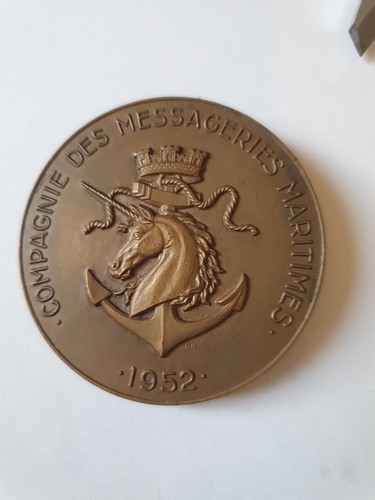 · COMPAGNIE DES MESSAGERIES MARITIMES ·
· 1952 ·